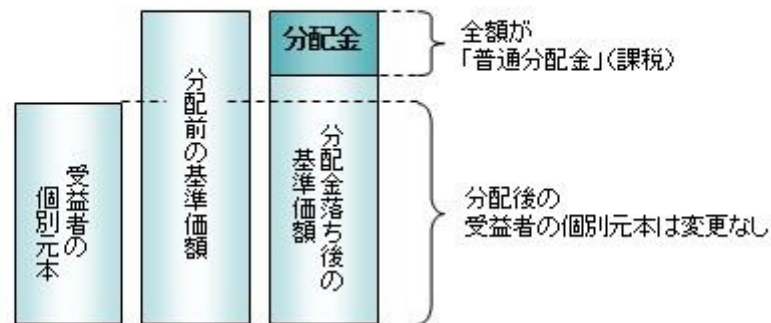 分配金
全額が
「普通分配金」(課税)
受益者の
個別元本
分配前の基準価額
分配金落ち後の
基準価額
分配後の
受益者の個別元本は変更なし